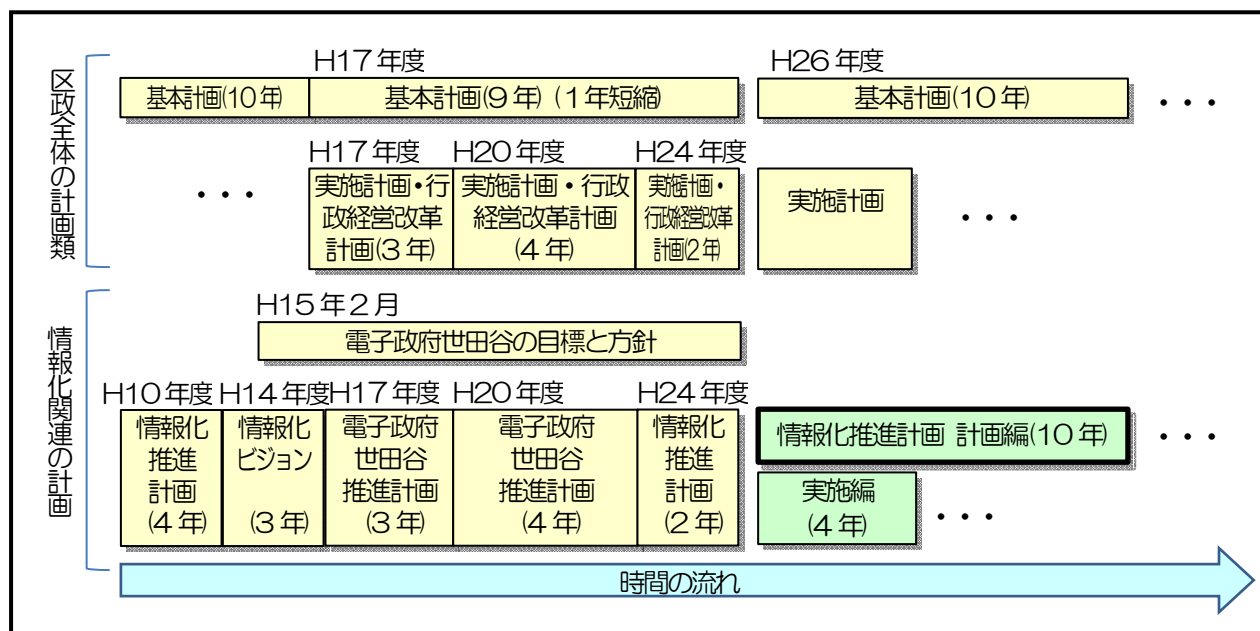 区政全体の計画類
H17年度
H26年度
基本計画(10年)
基本計画(9年)(1年短縮)
基本計画(10年)
・・・
H17年度
H20年度
H24年度
・・・
実施計画・行
政経営改革
計画(3年)
実施計画・行政
経営改革計画
(4年)
実施計画・
行政経営改革
計画(2年)
実施計画
・・・
情報化関連の計画
H15年2月
電子政府世田谷の目標と方針
H10年度
H14年度
H17年度
H20年度
H24年度
情報化
推進
計画
(4年)
情報化
ビジョン
(3年)
電子政府
世田谷
推進計画
(3年)
電子政府
世田谷
推進計画
(4年)
情報化
推進
計画
(2年)
情報化推進計画 計画編(10年)
・・・
実施編
(4年)
・・・
時間の流れ